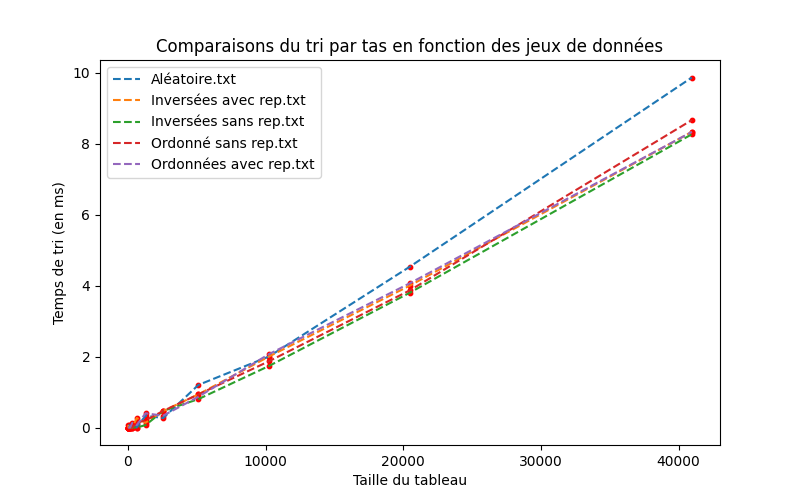 Comparaisons du tri par tas en fonction des jeux de données
Aléatoire.txt
Inversées avec rep.txt
Inversées sans rep.txt
Ordonné sans rep.txt
Ordonnées avec rep.txt
Temps de tri (en ms)
10
8
6
4
2
0
0 10000 20000 30000 40000
Taille du tableau